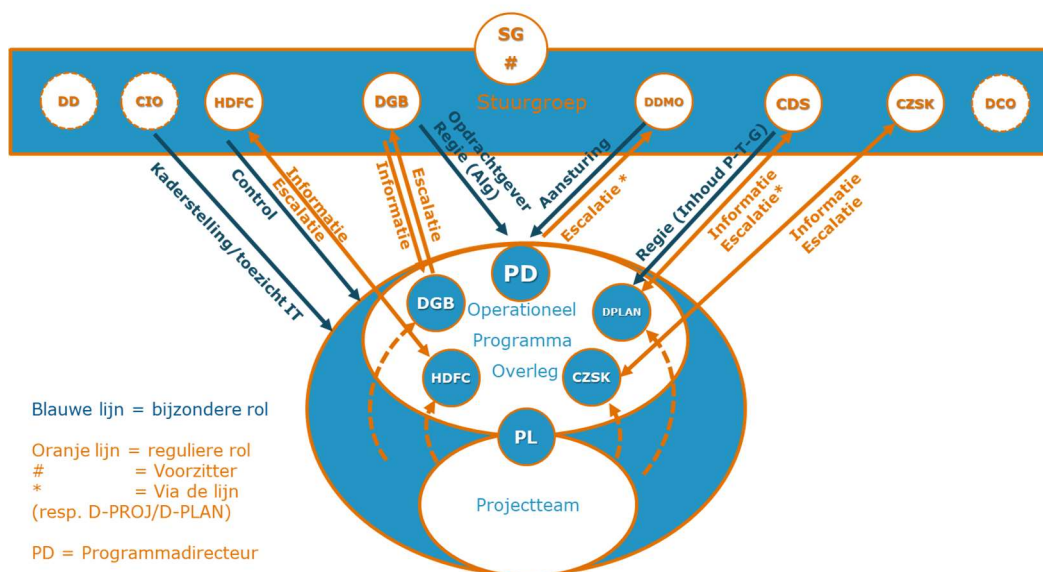 SG
#
Stuurgroep
DD
CIO
HDFC
DGB
DDMO
CDS
CZSK
DCO
Kaderstelling/toezicht IT
Control
Informatie
Escalatie
Informatie
Escalatie
Opdrachtgever
Regie (Alg)
Aansturing
Escalatie *
Regie (Inhoud P-T-G)
Informatie
Escalatie*
Informatie
Escalatie
PD
DGB
DPLAN
Operationeel
Programma
Overleg
HDFC
CZSK
PL
Projectteam
Blauwe lijn = bijzondere rol
Oranje lijn = reguliere rol
# = Voorzitter
* = Via de lijn
(resp. D-PROJ/D-PLAN)
PD = Programmadirecteur